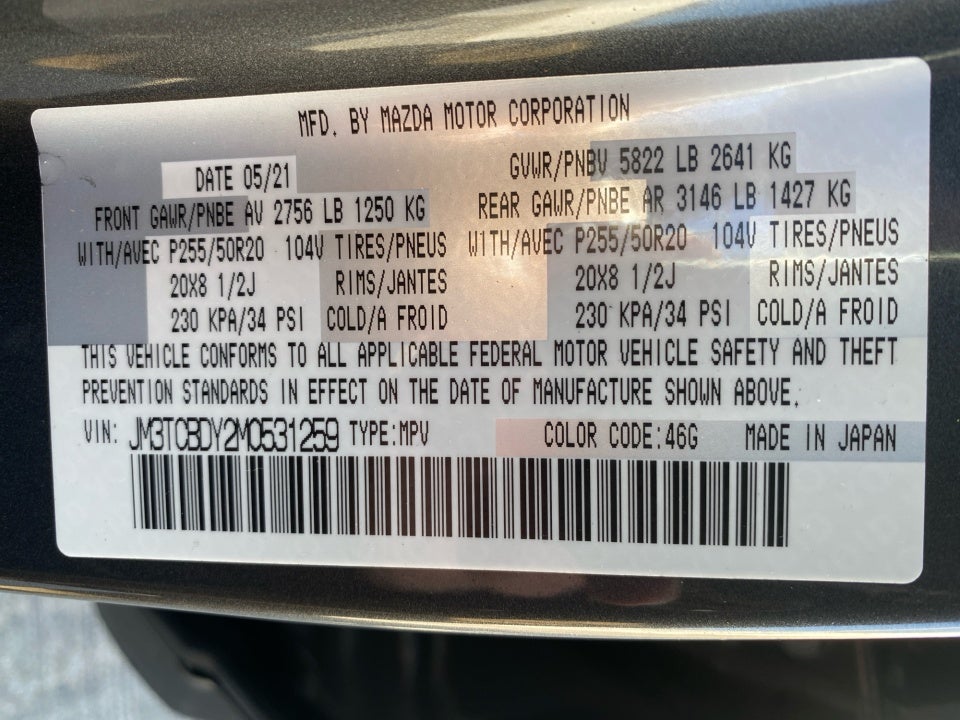 MFD. BY MAZDA MOTOR CORPORATION
DATE 05/21 GVWR/PNBV 5822 LB 2641 KG
FRONT GAWR/PNBE AV 2756 LB 1250 KG REAR GAWR/PNBE AR 3146 LB 1427 KG
WITH/AVEC P255/50R20 104V TIRES/PNEUS WITH/AVEC P255/50R20 104V TIRES/PNEUS
20X8 1/2J RIMS/JANTES 20X8 1/2J RIMS/JANTES
230 KPA/34 PSI COLD/A FROID 230 KPA/34 PSI COLD/A FROID
THIS VEHICLE CONFORMS TO ALL APPLICABLE FEDERAL MOTOR VEHICLE SAFETY AND THEFT
PREVENTION STANDARDS IN EFFECT ON THE DATE OF MANUFACTURE SHOWN ABOVE.
VIN: JM3TCBDY2M0531259 TYPE:MPV COLOR CODE:46G MADE IN JAPAN